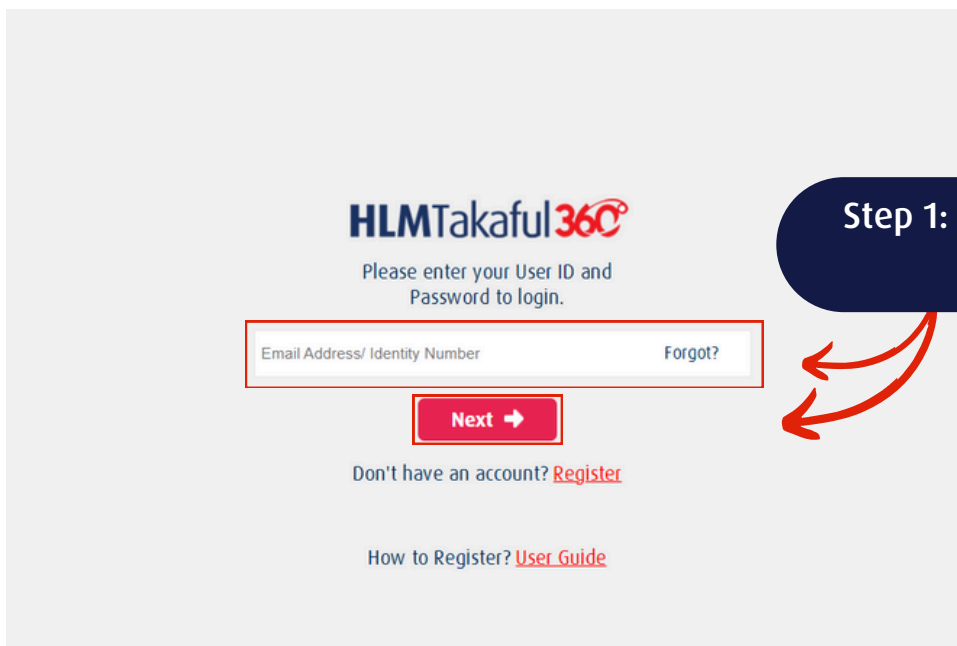 HLMTakaful360°
Please enter your User ID and
Password to login.
Step 1:
Email Address/ Identity Number Forgot?
Next
Don't have an account? Register
How to Register? User Guide